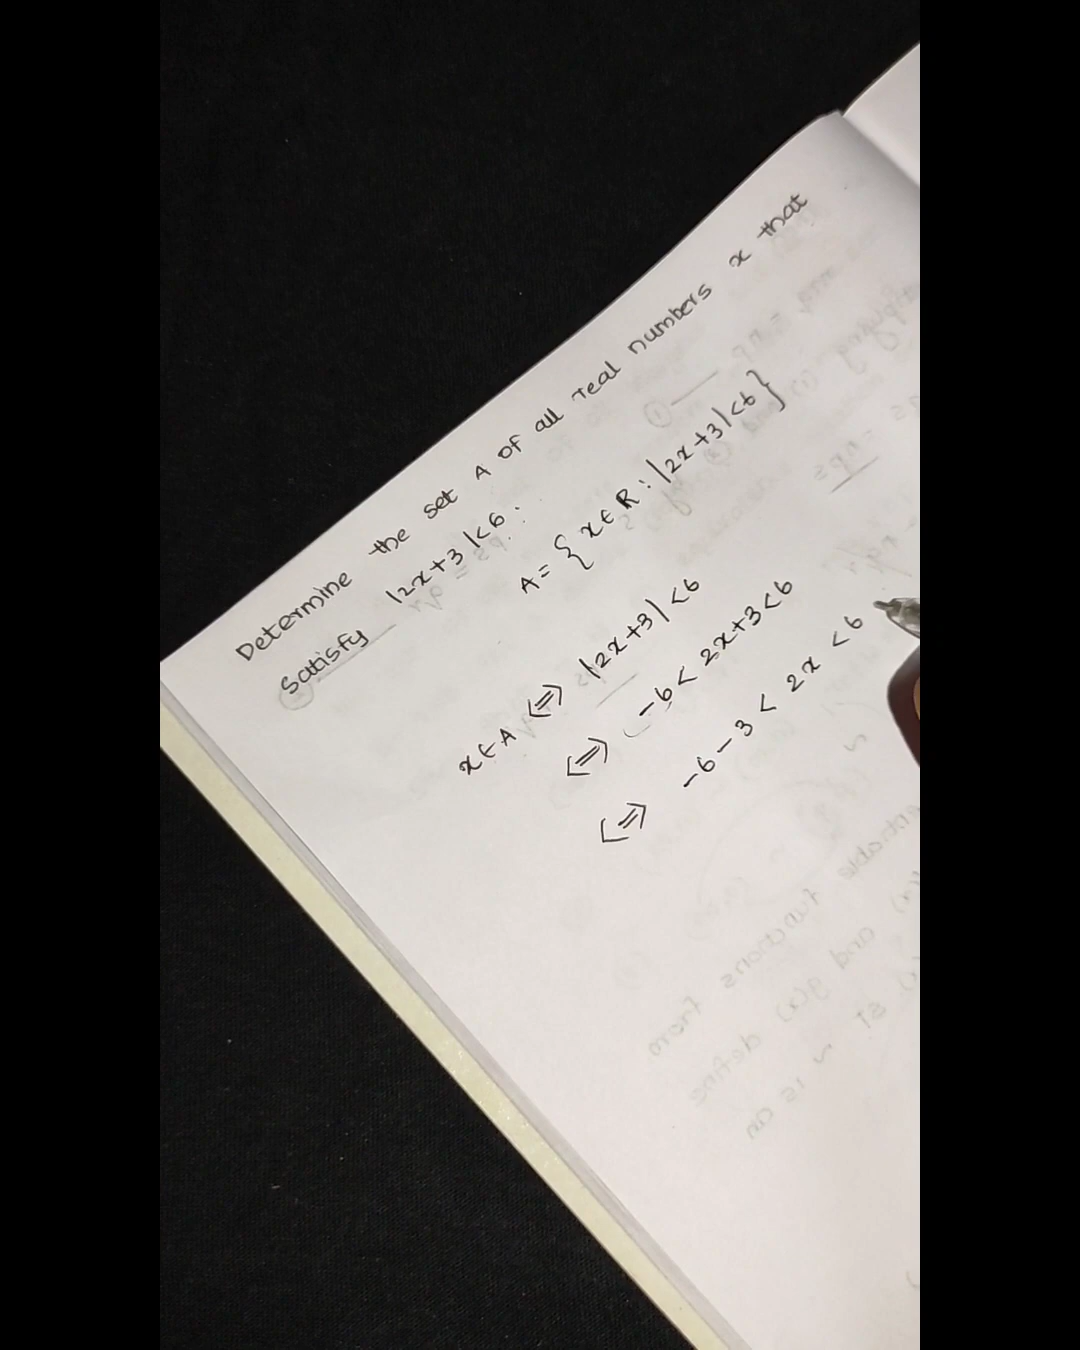 Determine the set A of all real numbers x that
satisfy |2x+3|<6 :
A = { x ∈ R : |2x+3|<6 }
x ∈ A <=> |2x+3| <6
<=> -6 < 2x+3 <6
<=> -6-3 < 2x <6